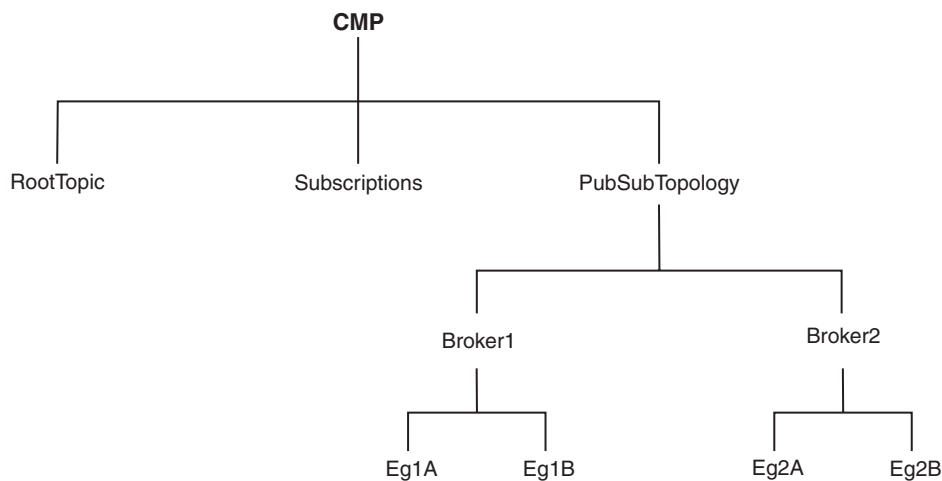 CMP
RootTopic
Subscriptions
PubSubTopology
Broker1
Broker2
Eg1A
Eg1B
Eg2A
Eg2B